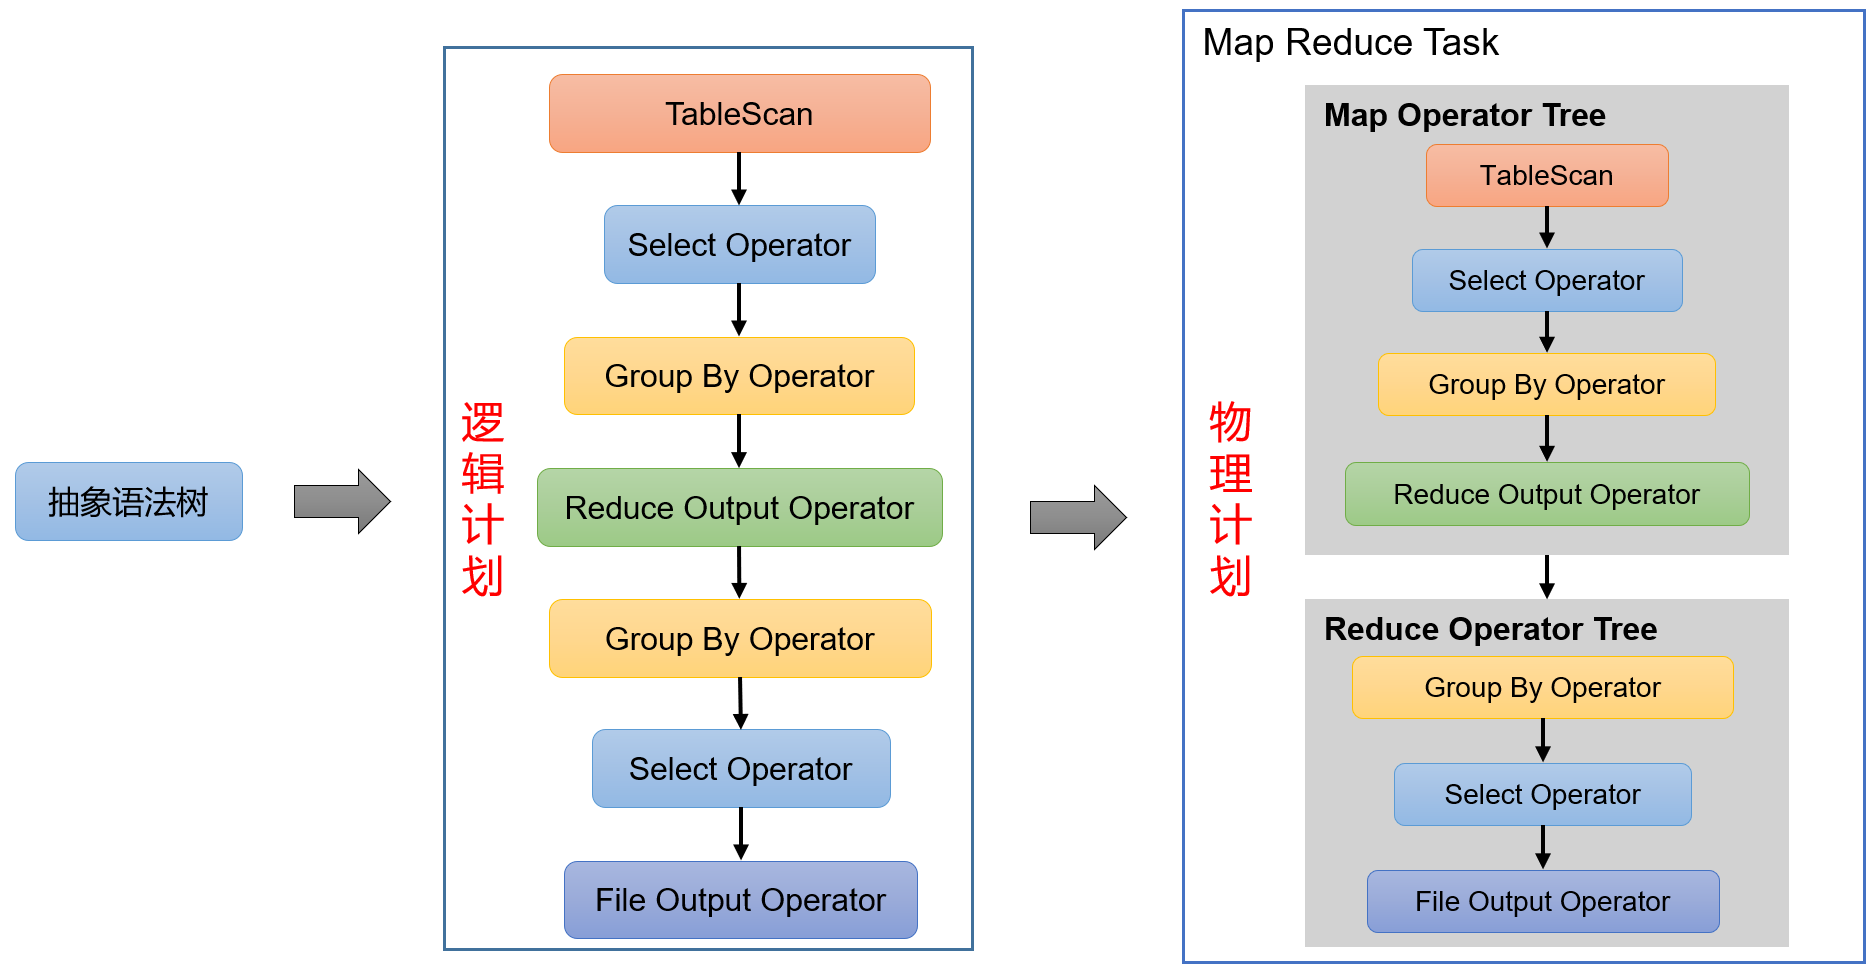 抽象语法树
逻辑计划
TableScan
Select Operator
Group By Operator
Reduce Output Operator
Group By Operator
Select Operator
File Output Operator
Map Reduce Task
物理计划
Map Operator Tree
TableScan
Select Operator
Group By Operator
Reduce Output Operator
Reduce Operator Tree
Group By Operator
Select Operator
File Output Operator